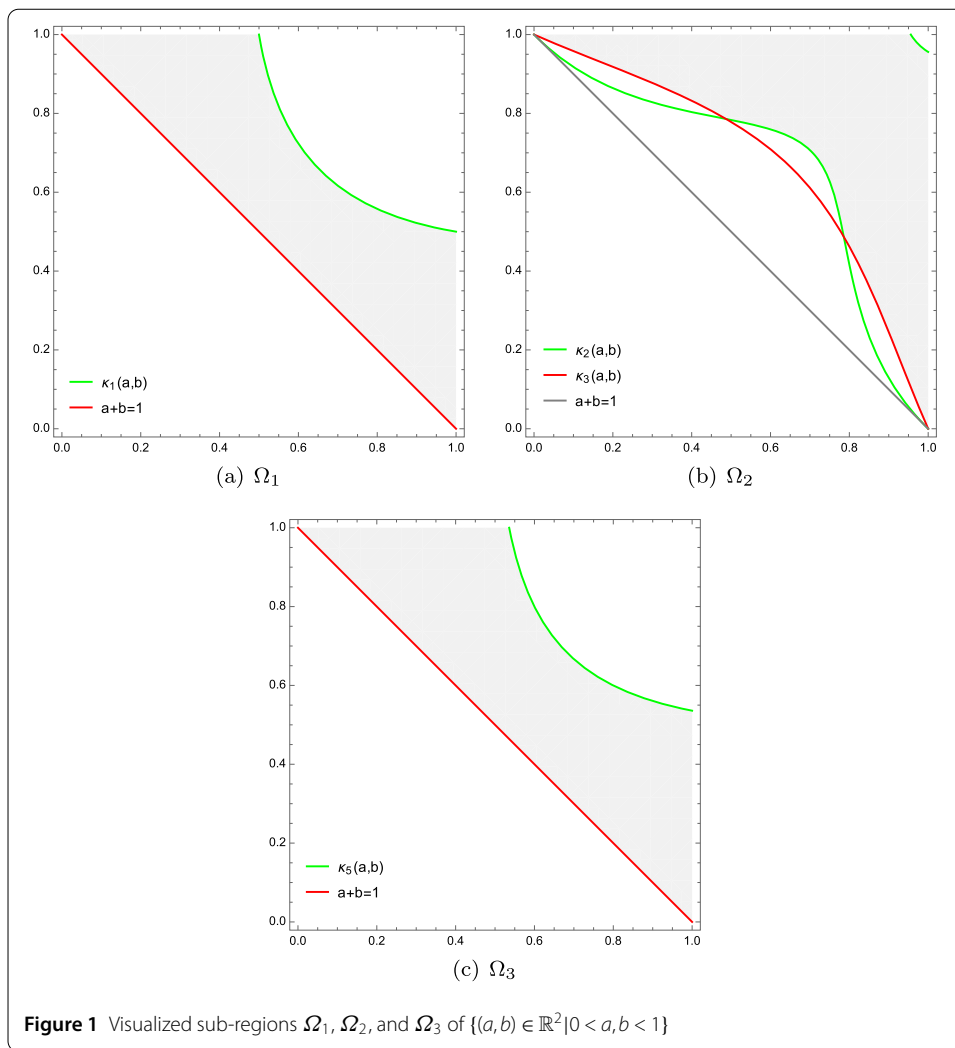 1.0
0.8
0.6
0.4
0.2
0.0
κ₁(a,b)
a+b=1
0.0 0.2 0.4 0.6 0.8 1.0
(a) Ω₁
1.0
0.8
0.6
0.4
0.2
0.0
κ₂(a,b)
κ₃(a,b)
a+b=1
0.0 0.2 0.4 0.6 0.8 1.0
(b) Ω₂
1.0
0.8
0.6
0.4
0.2
0.0
κ₅(a,b)
a+b=1
0.0 0.2 0.4 0.6 0.8 1.0
(c) Ω₃
Figure 1 Visualized sub-regions Ω₁, Ω₂, and Ω₃ of {(a, b) ∈ ℝ²|0 < a, b < 1}